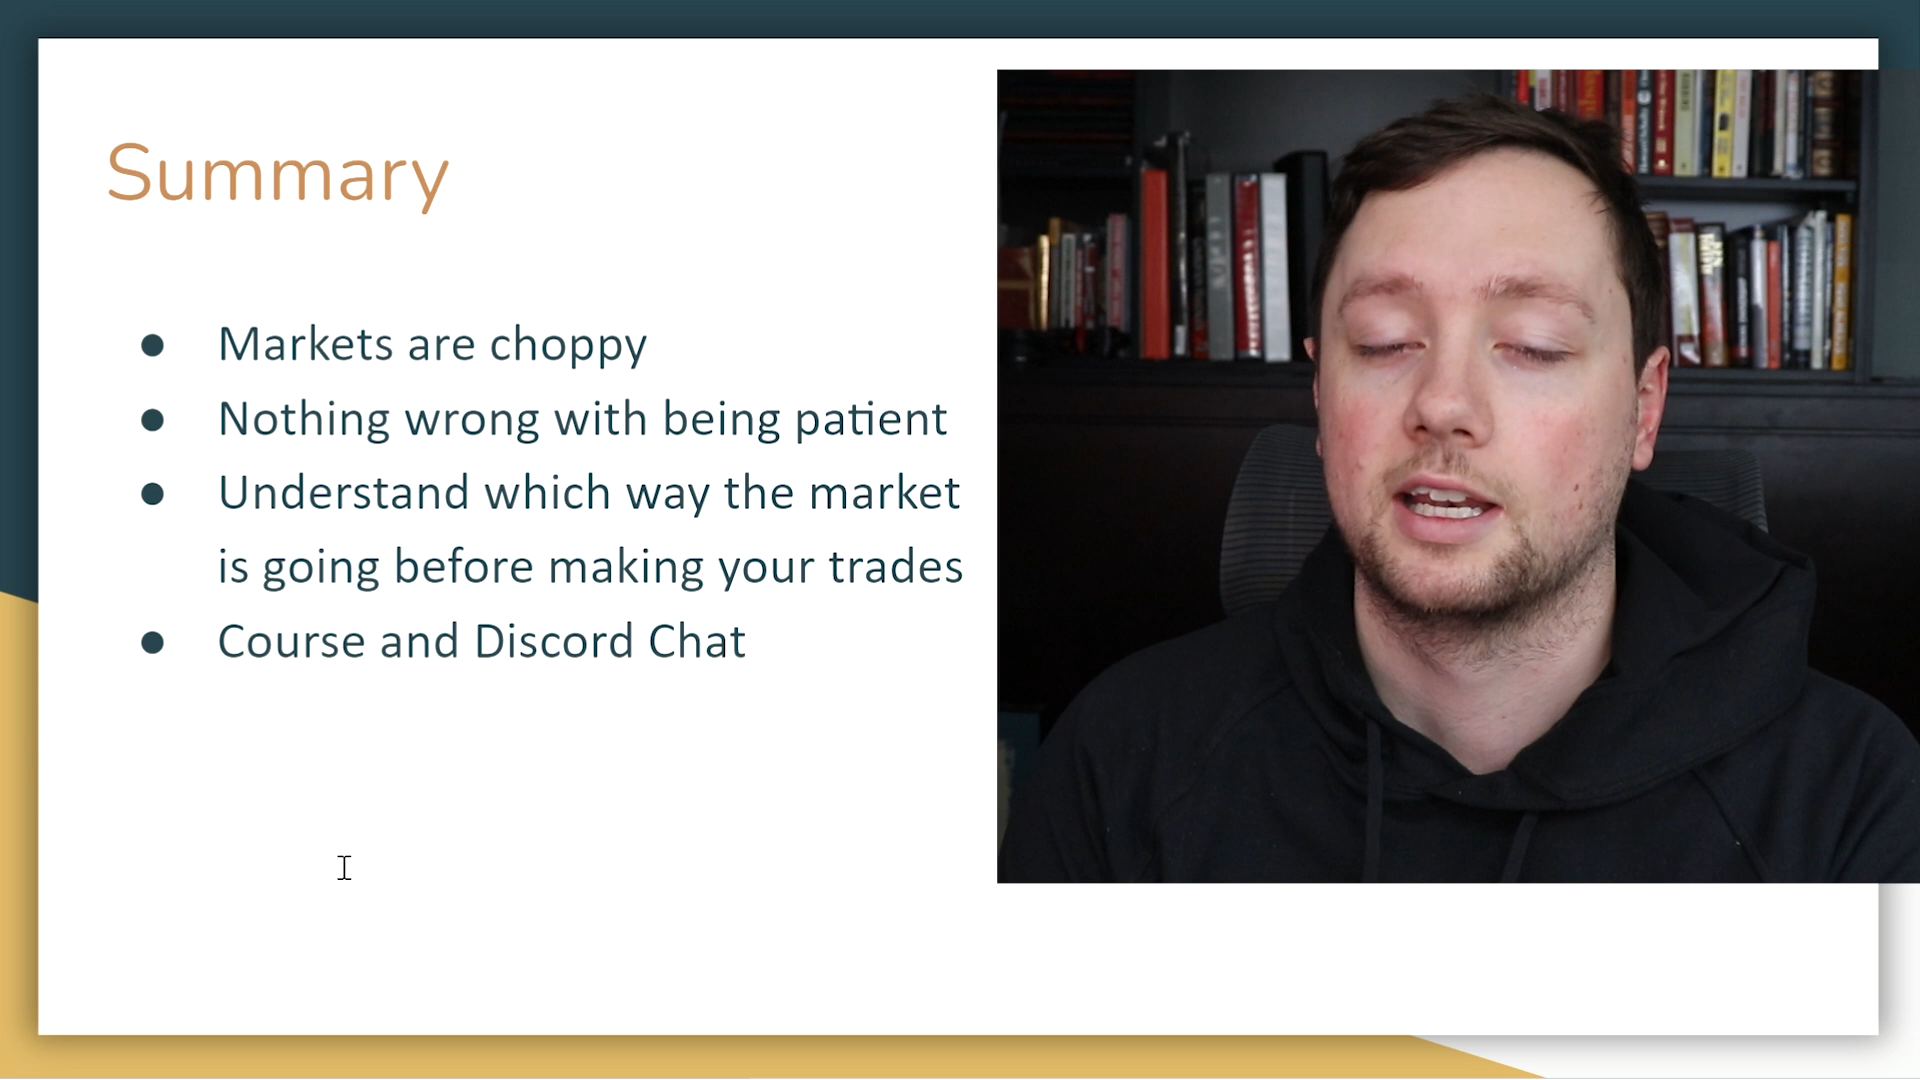 Summary
● Markets are choppy
● Nothing wrong with being patient
● Understand which way the market
is going before making your trades
● Course and Discord Chat